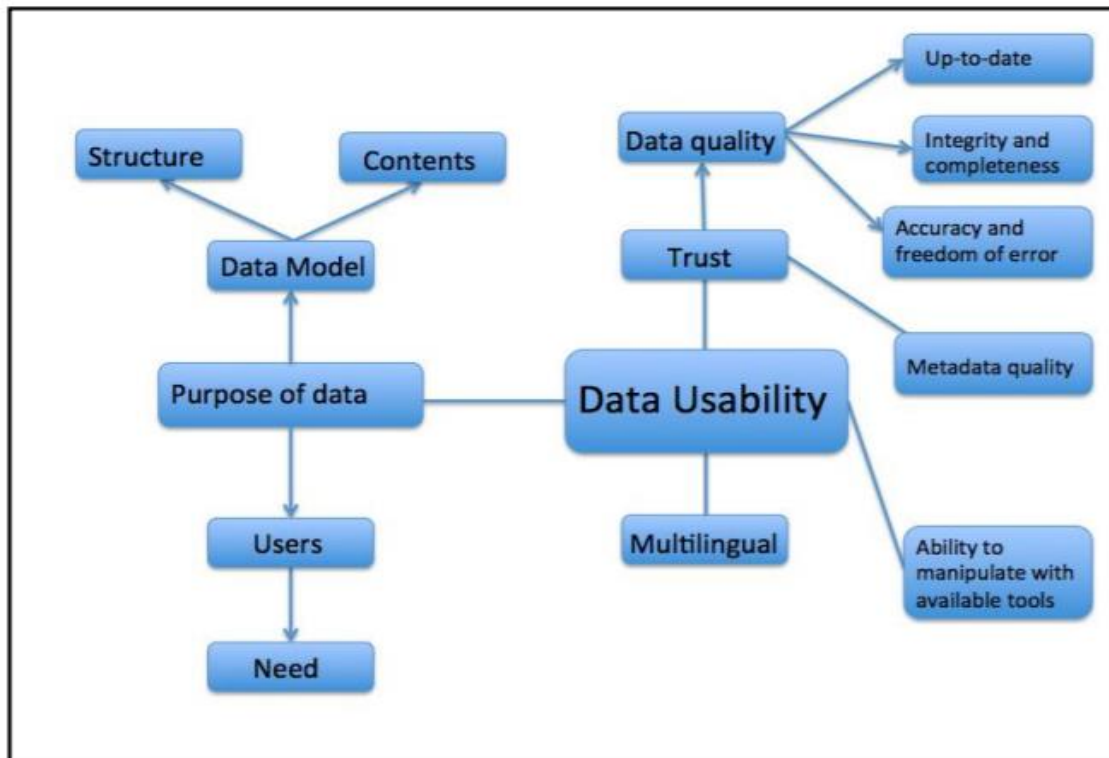 Up-to-date
Data quality
Integrity and
completeness
Structure
Contents
Accuracy and
freedom of error
Trust
Data Model
Metadata quality
Purpose of data
Data Usability
Users
Multilingual
Ability to
manipulate with
available tools
Need